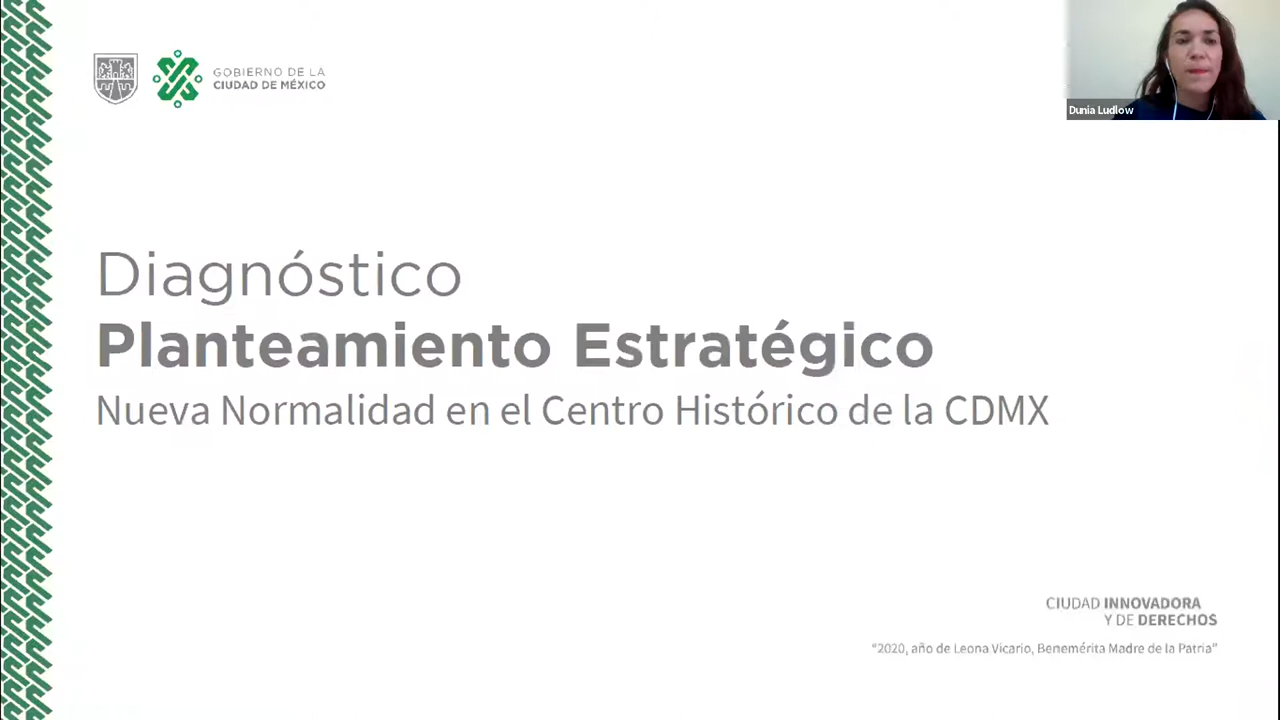 GOBIERNO DE LA
CIUDAD DE MÉXICO
Dunia Ludlow
Diagnóstico
Planteamiento Estratégico
Nueva Normalidad en el Centro Histórico de la CDMX
CIUDAD INNOVADORA
Y DE DERECHOS
“2020, año de Leona Vicario, Benemérita Madre de la Patria”